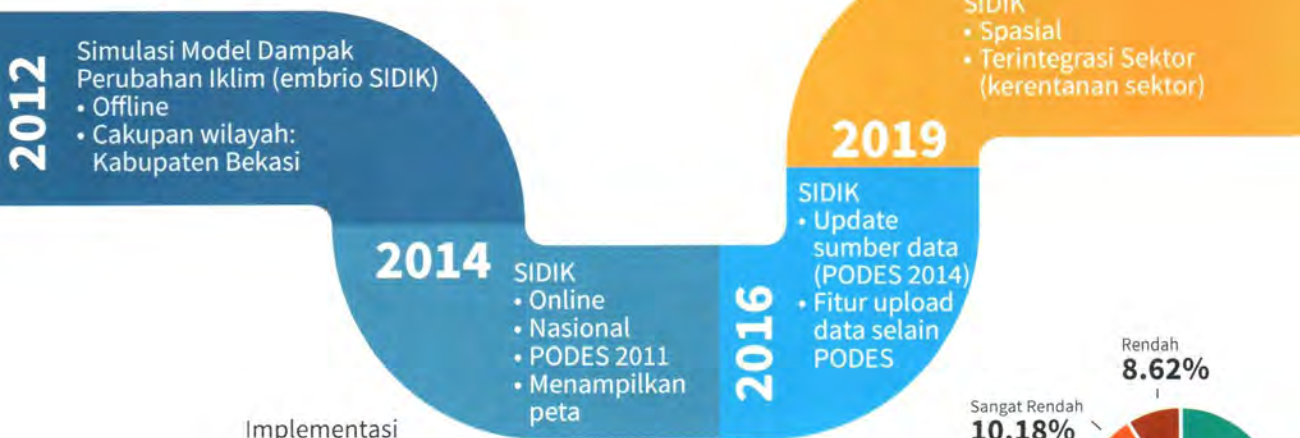 2012
Simulasi Model Dampak
Perubahan Iklim (embrio SIDIK)
• Offline
• Cakupan wilayah:
Kabupaten Bekasi
2014
SIDIK
• Online
• Nasional
• PODES 2011
• Menampilkan
peta
2016
SIDIK
• Update
sumber data
(PODES 2014)
• Fitur upload
data selain
PODES
2019
SIDIK
• Spasial
• Terintegrasi Sektor
(kerentanan sektor)
Implementasi
Rendah
8.62%
Sangat Rendah
10.18%